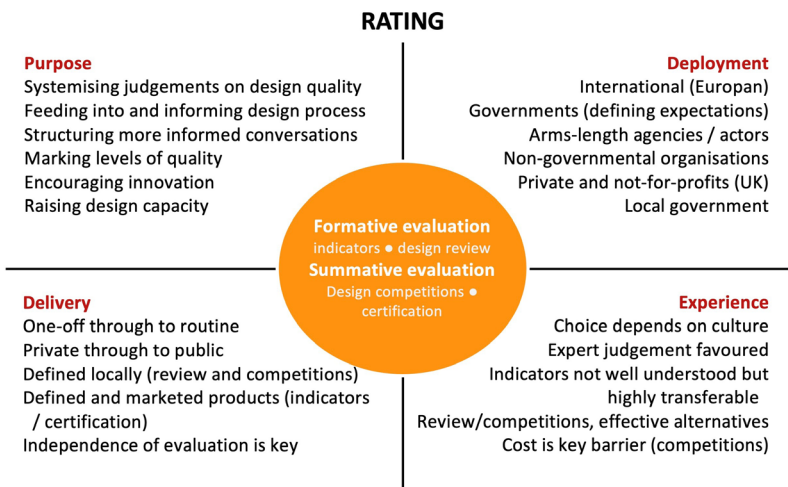 RATING
Purpose
Systemising judgements on design quality
Feeding into and informing design process
Structuring more informed conversations
Marking levels of quality
Encouraging innovation
Raising design capacity
Deployment
International (Europan)
Governments (defining expectations)
Arms-length agencies / actors
Non-governmental organisations
Private and not-for-profits (UK)
Local government
Formative evaluation
indicators ● design review
Summative evaluation
Design competitions ●
certification
Delivery
One-off through to routine
Private through to public
Defined locally (review and competitions)
Defined and marketed products (indicators
/ certification)
Independence of evaluation is key
Experience
Choice depends on culture
Expert judgement favoured
Indicators not well understood but
highly transferable
Review/competitions, effective alternatives
Cost is key barrier (competitions)